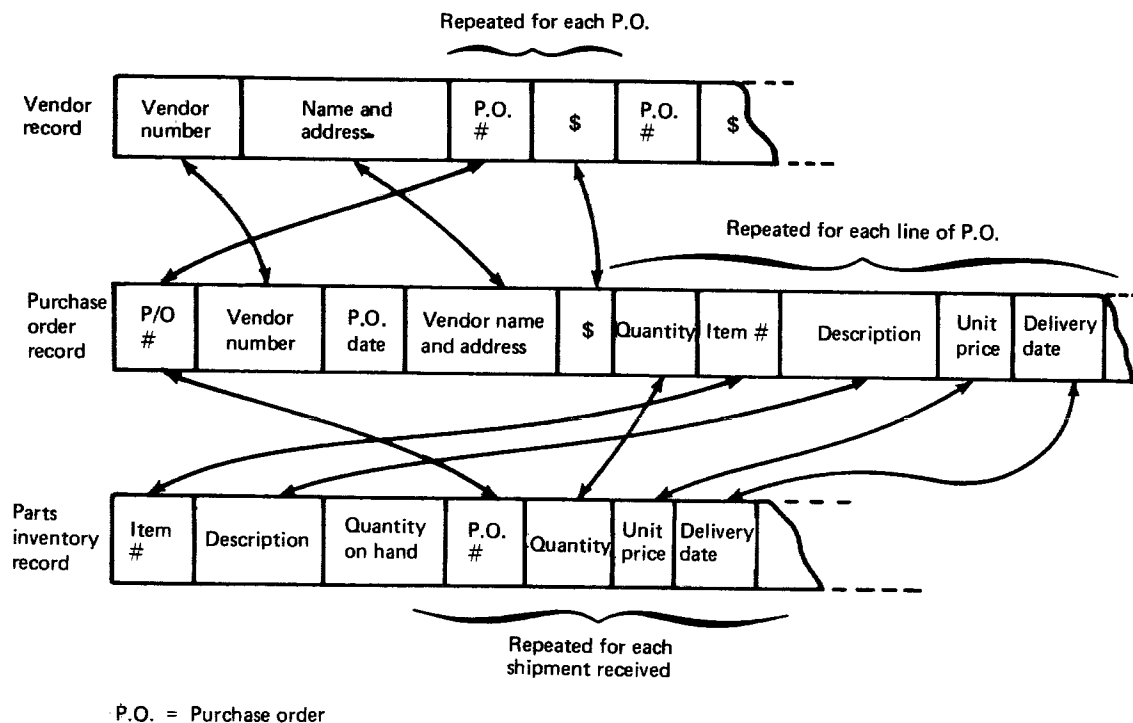 Repeated for each P.O.
Vendor
record
Vendor
number
Name and
address
P.O.
#
$
P.O.
#
$
Repeated for each line of P.O.
Purchase
order
record
P/O
#
Vendor
number
P.O.
date
Vendor name
and address
$
Quantity
Item #
Description
Unit
price
Delivery
date
Parts
inventory
record
Item
#
Description
Quantity
on hand
P.O.
#
Quantity
Unit
price
Delivery
date
Repeated for each
shipment received
P.O. = Purchase order